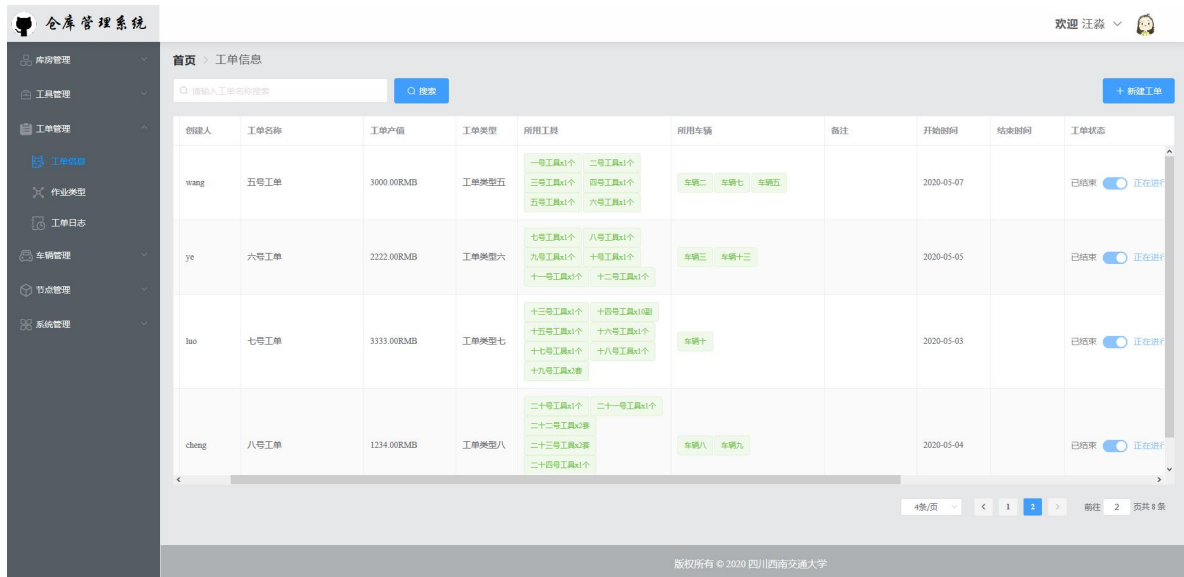 仓库管理系统
欢迎 汪淼
库房管理
工具管理
工单管理
工单信息
作业类型
工单日志
车辆管理
节点管理
系统管理
首页 > 工单信息
请输入工单名称搜索
搜索
+ 新建工单
创建人 工单名称 工单产值 工单类型 所用工具 所用车辆 备注 开始时间 结束时间 工单状态
一号工具x1个 二号工具x1个
wang 五号工单 3000.00RMB 工单类型五 三号工具x1个 四号工具x1个 车辆二 车辆七 车辆五 2020-05-07 已结束 正在进行
五号工具x1个 六号工具x1个
七号工具x1个 八号工具x1个
ye 六号工单 2222.00RMB 工单类型六 九号工具x1个 十号工具x1个 车辆三 车辆十三 2020-05-05 已结束 正在进行
十一号工具x5个 十二号工具x1个
十三号工具x1个 十四号工具x10副
十五号工具x1个 十六号工具x1个
luo 七号工单 3333.00RMB 工单类型七 车辆十 2020-05-03 已结束 正在进行
十七号工具x1个 十八号工具x1个
十九号工具x2套
二十号工具x1个 二十一号工具x1个
二十二号工具x2套
cheng 八号工单 1234.00RMB 工单类型八 二十三号工具x2套 车辆八 车辆九 2020-05-04 已结束 正在进行
二十四号工具x1个
4条/页 < 1 2 > 前往 2 页共 8 条
版权所有 © 2020 四川西南交通大学